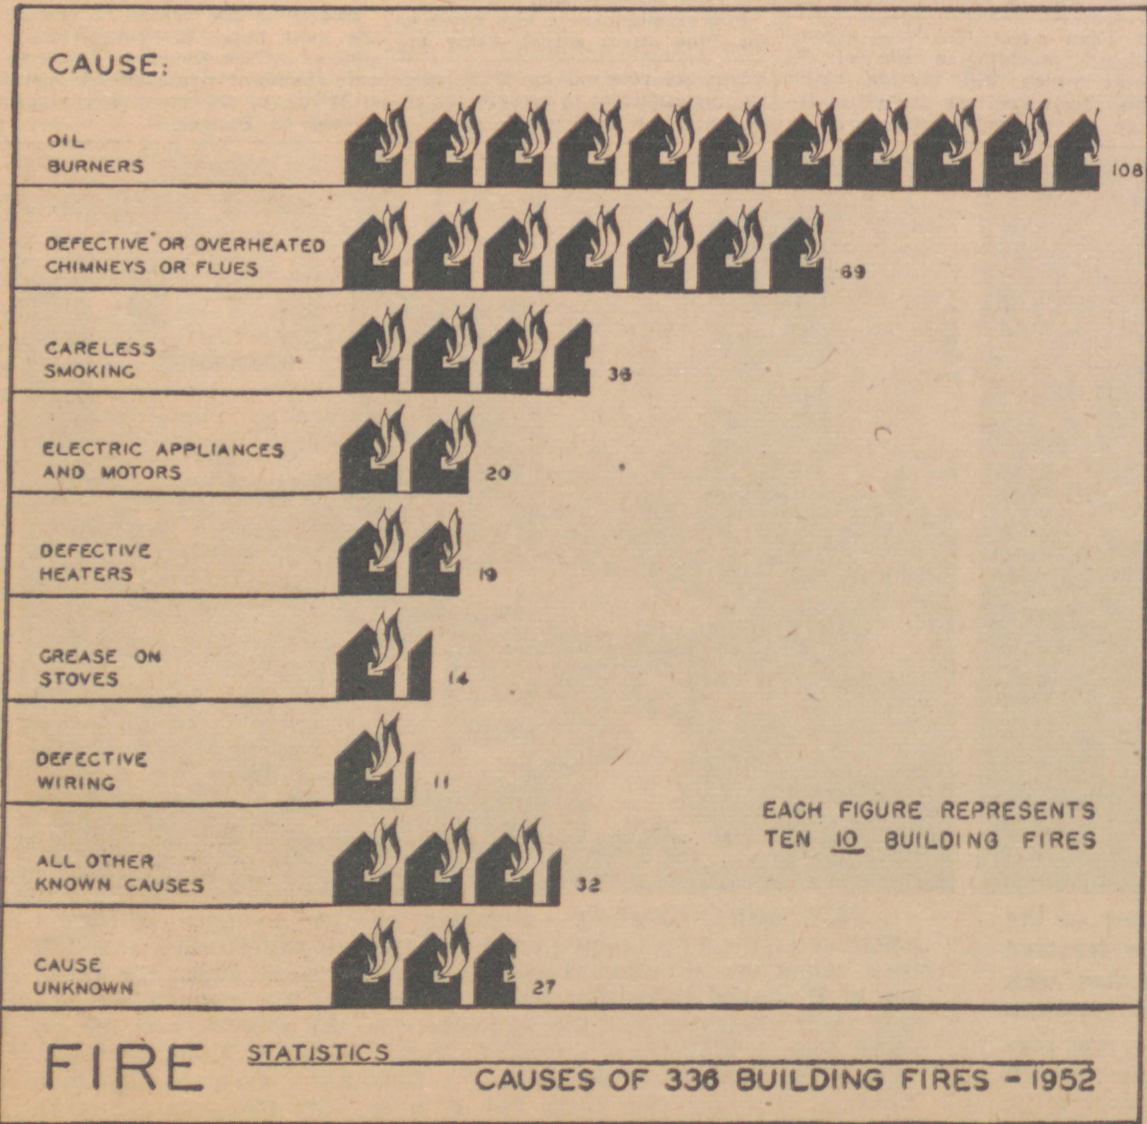 CAUSE:
OIL
BURNERS
108
DEFECTIVE OR OVERHEATED
CHIMNEYS OR FLUES
69
CARELESS
SMOKING
36
ELECTRIC APPLIANCES
AND MOTORS
20
DEFECTIVE
HEATERS
19
GREASE ON
STOVES
14
DEFECTIVE
WIRING
11
EACH FIGURE REPRESENTS
TEN 10 BUILDING FIRES
ALL OTHER
KNOWN CAUSES
32
CAUSE
UNKNOWN
27
FIRE STATISTICS
CAUSES OF 336 BUILDING FIRES - 1952